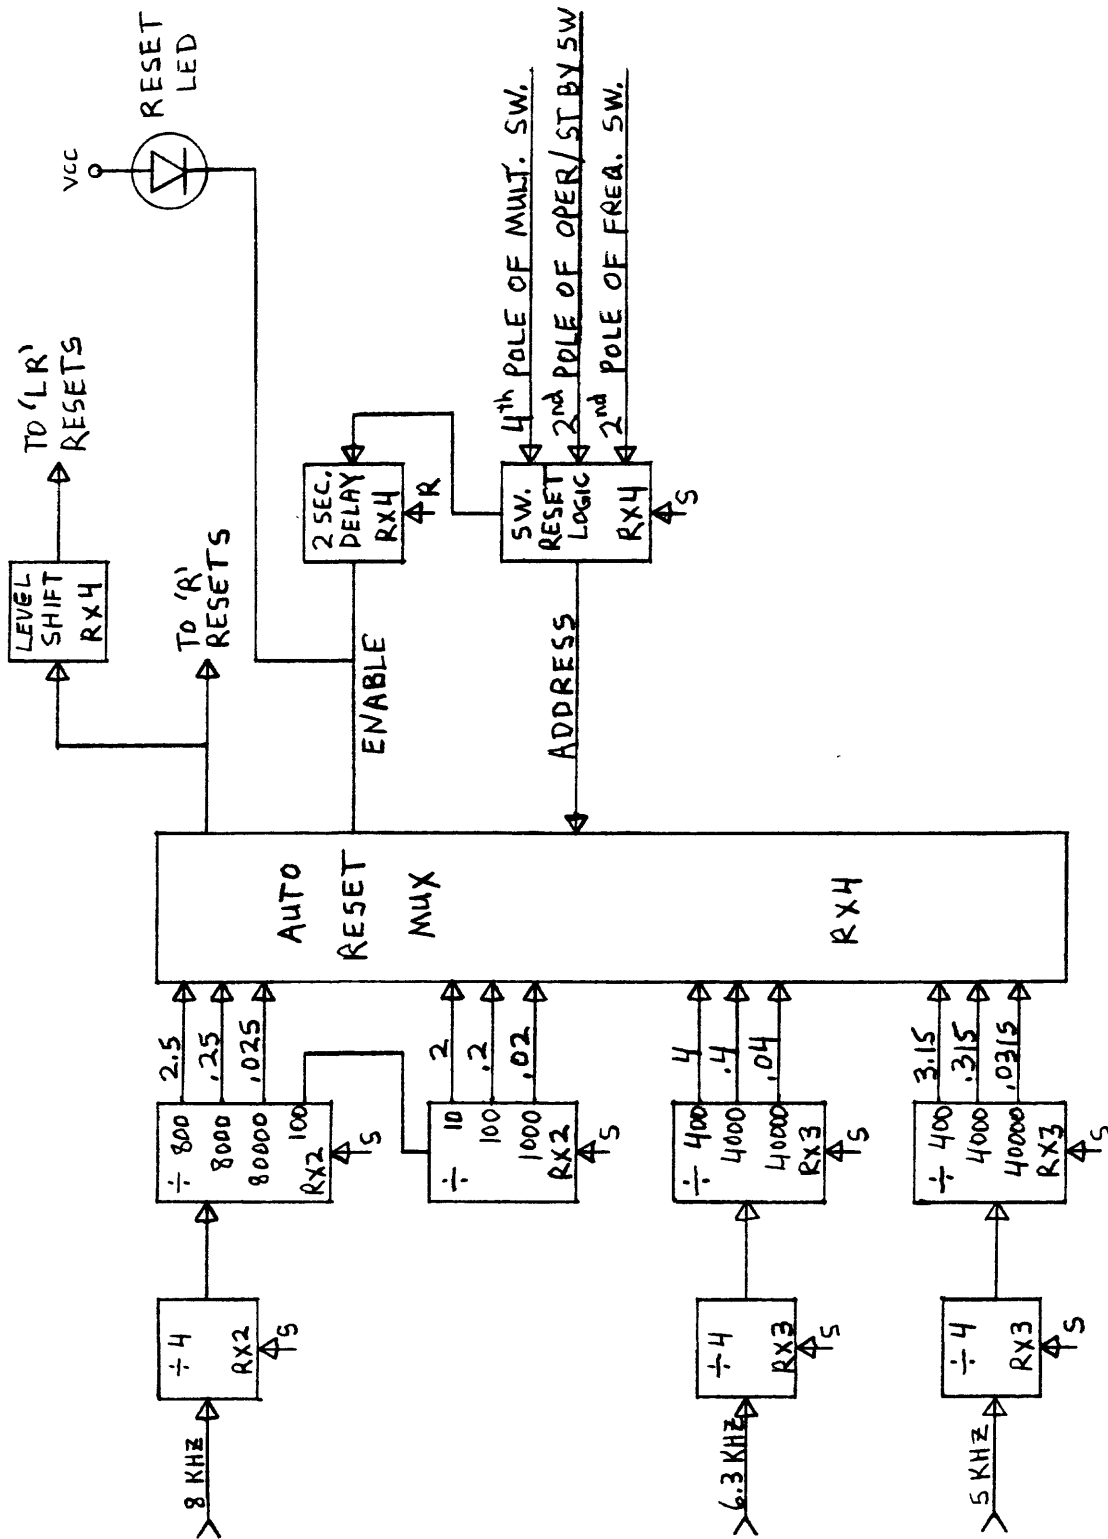 LEVEL
SHIFT
RX4
TO 'LR'
RESETS
TO 'R'
RESETS
VCC
RESET
LED
8 KHZ
÷ 4
RX2
S
÷ 800
8000
80000
100
RX2
S
2.5
.25
.025
÷ 10
100
1000
RX2
S
.2
.2
.02
AUTO
RESET
MUX
RX4
ENABLE
2 SEC.
DELAY
RX4
R
ADDRESS
SW.
RESET
LOGIC
RX4
S
4th POLE OF MULT. SW.
2nd POLE OF OPER/ST BY SW
2nd POLE OF FREQ. SW.
6.3 KHZ
÷ 4
RX3
S
÷ 400
4000
40000
RX3
S
4
.4
.04
5 KHZ
÷ 4
RX3
S
÷ 400
4000
40000
RX3
S
3.15
.315
.0315